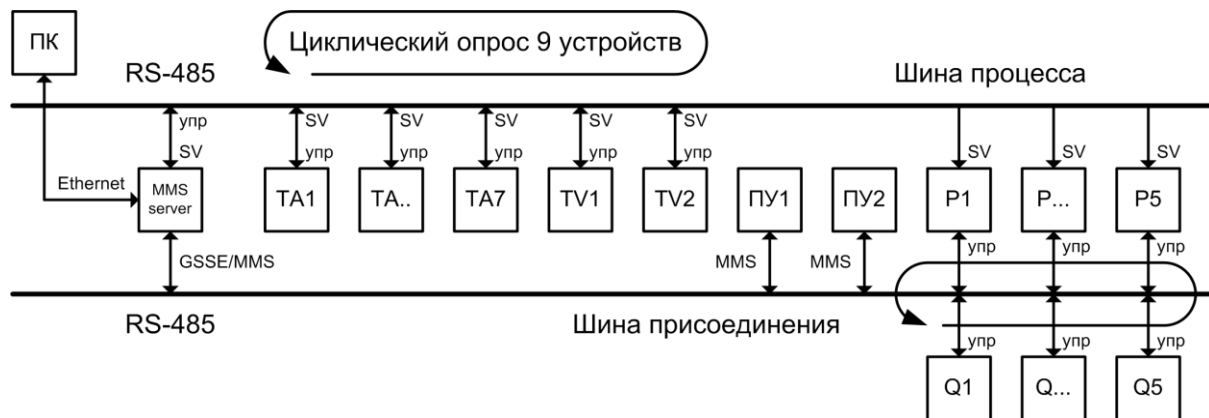 ПК
Циклический опрос 9 устройств
RS-485
Шина процесса
упр
SV
SV
упр
SV
упр
SV
упр
SV
упр
SV
упр
SV
SV
SV
Ethernet
MMS
server
TA1
TA..
TA7
TV1
TV2
ПУ1
ПУ2
P1
P...
P5
GSSE/MMS
MMS
MMS
упр
упр
упр
RS-485
Шина присоединения
упр
упр
упр
Q1
Q...
Q5